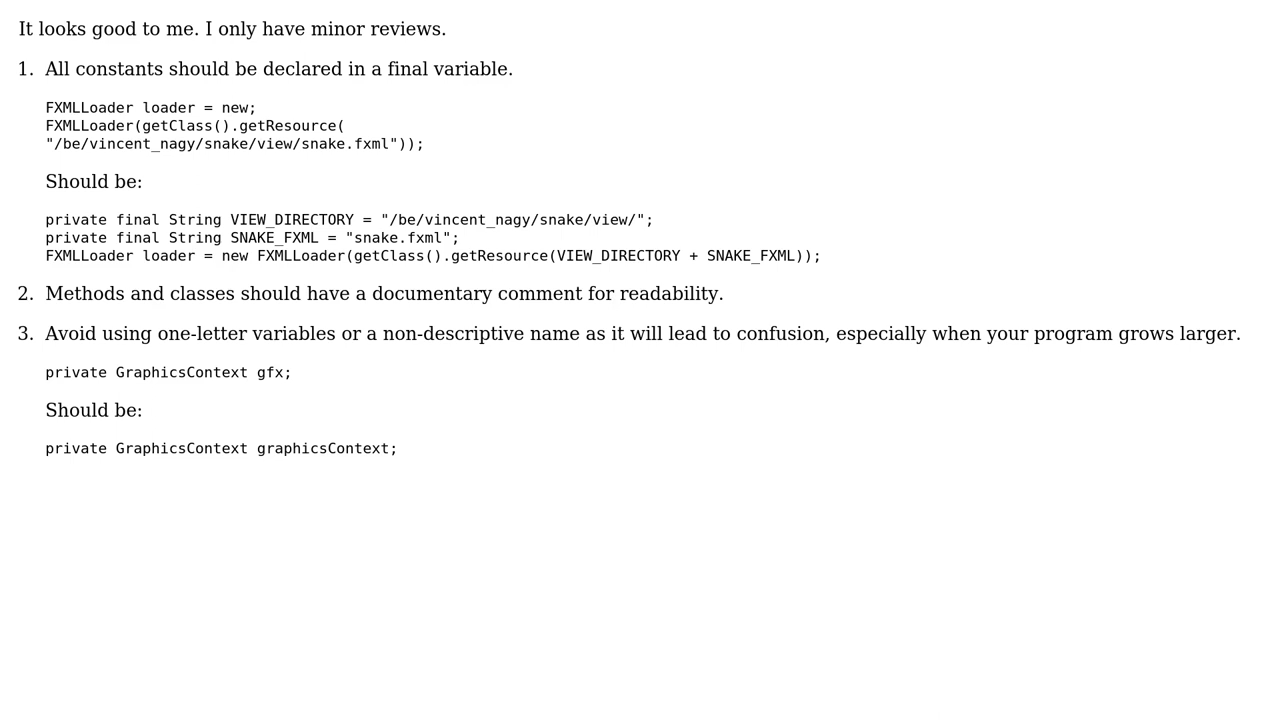 It looks good to me. I only have minor reviews.
1. All constants should be declared in a final variable.
FXMLLoader loader = new;
FXMLLoader(getClass().getResource(
"/be/vincent_nagy/snake/view/snake.fxml"));
Should be:
private final String VIEW_DIRECTORY = "/be/vincent_nagy/snake/view/";
private final String SNAKE_FXML = "snake.fxml";
FXMLLoader loader = new FXMLLoader(getClass().getResource(VIEW_DIRECTORY + SNAKE_FXML));
2. Methods and classes should have a documentary comment for readability.
3. Avoid using one-letter variables or a non-descriptive name as it will lead to confusion, especially when your program grows larger.
private GraphicsContext gfx;
Should be:
private GraphicsContext graphicsContext;